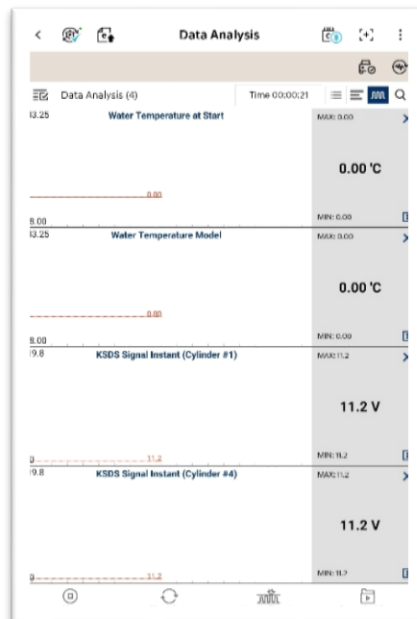 Data Analysis
Data Analysis (4)
Time 00:00:21
Water Temperature at Start
MAX: 0.00
0.00
0.00 'C
MIN: 0.00
Water Temperature Model
MAX: 0.00
0.00
0.00 'C
MIN: 0.00
KSDS Signal Instant (Cylinder #1)
MAX: 11.2
11.2
11.2 V
MIN: 11.2
KSDS Signal Instant (Cylinder #4)
MAX: 11.2
11.2
11.2 V
MIN: 11.2